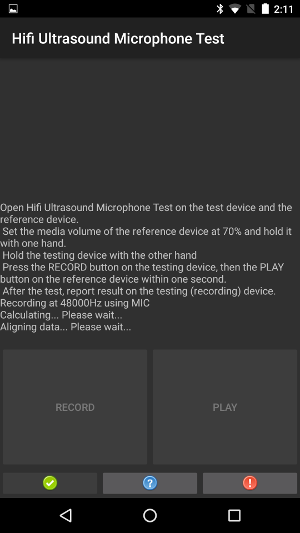 2:11
Hifi Ultrasound Microphone Test
Open Hifi Ultrasound Microphone Test on the test device and the
reference device.
Set the media volume of the reference device at 70% and hold it
with one hand.
Hold the testing device with the other hand
Press the RECORD button on the testing device, then the PLAY
button on the reference device within one second.
After the test, report result on the testing (recording) device.
Recording at 48000Hz using MIC
Calculating... Please wait...
Aligning data... Please wait...
RECORD
PLAY